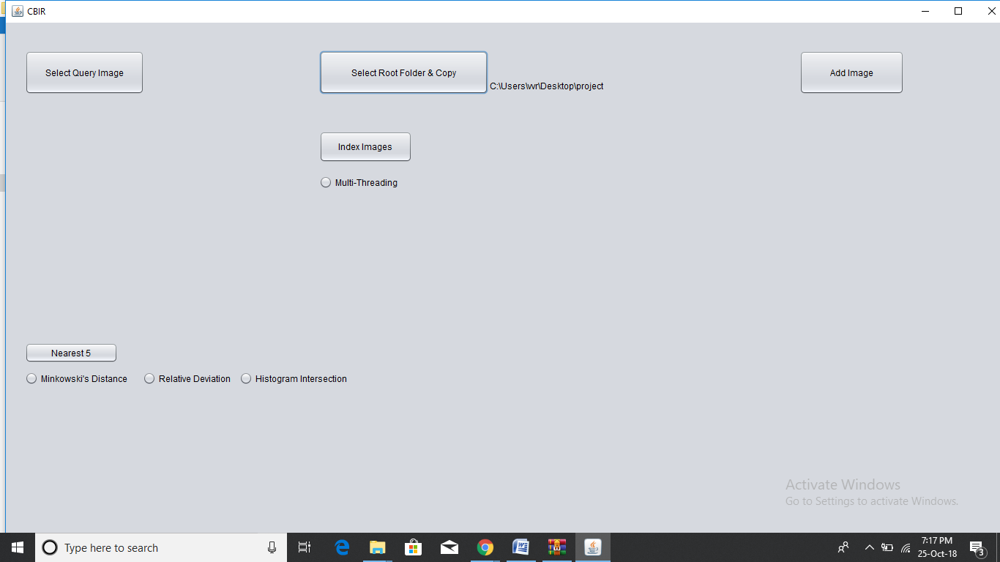 CBIR
Select Query Image
Select Root Folder & Copy
Add Image
C:\Users\vvr\Desktop\project
Index Images
Multi-Threading
Nearest 5
Minkowski's Distance
Relative Deviation
Histogram Intersection
Activate Windows
Go to Settings to activate Windows.
Type here to search
7:17 PM
25-Oct-18
3